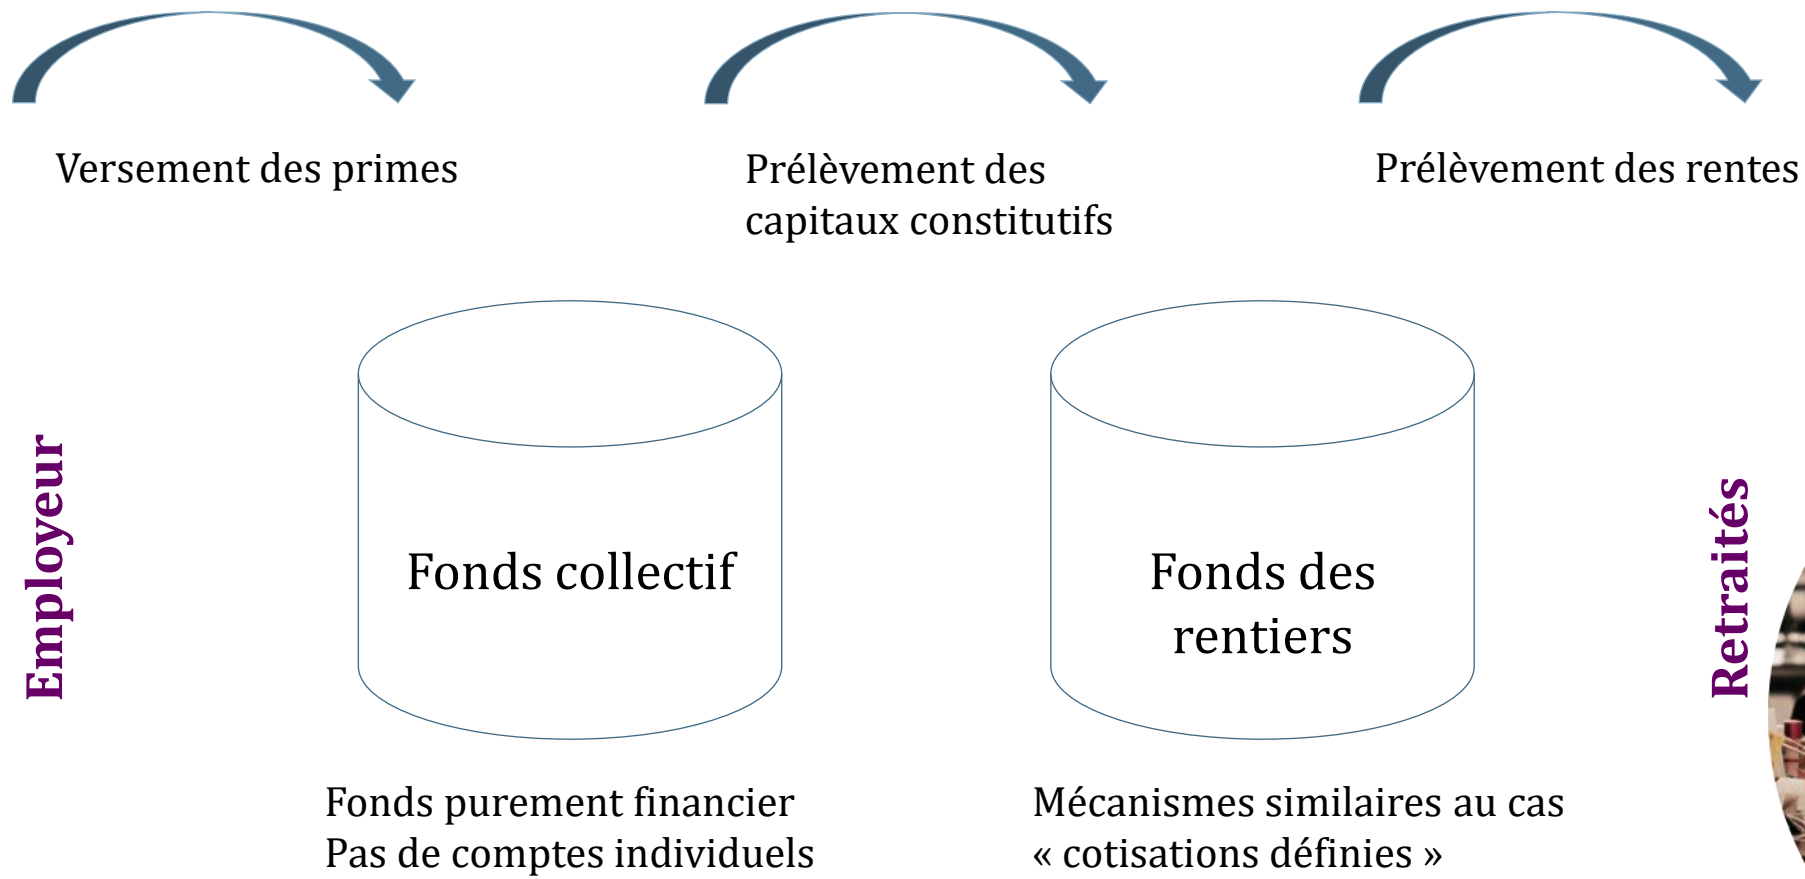 Versement des primes
Prélèvement des
capitaux constitutifs
Prélèvement des rentes
Employeur
Fonds collectif
Fonds des
rentiers
Retraités
Fonds purement financier
Pas de comptes individuels
Mécanismes similaires au cas
« cotisations définies »